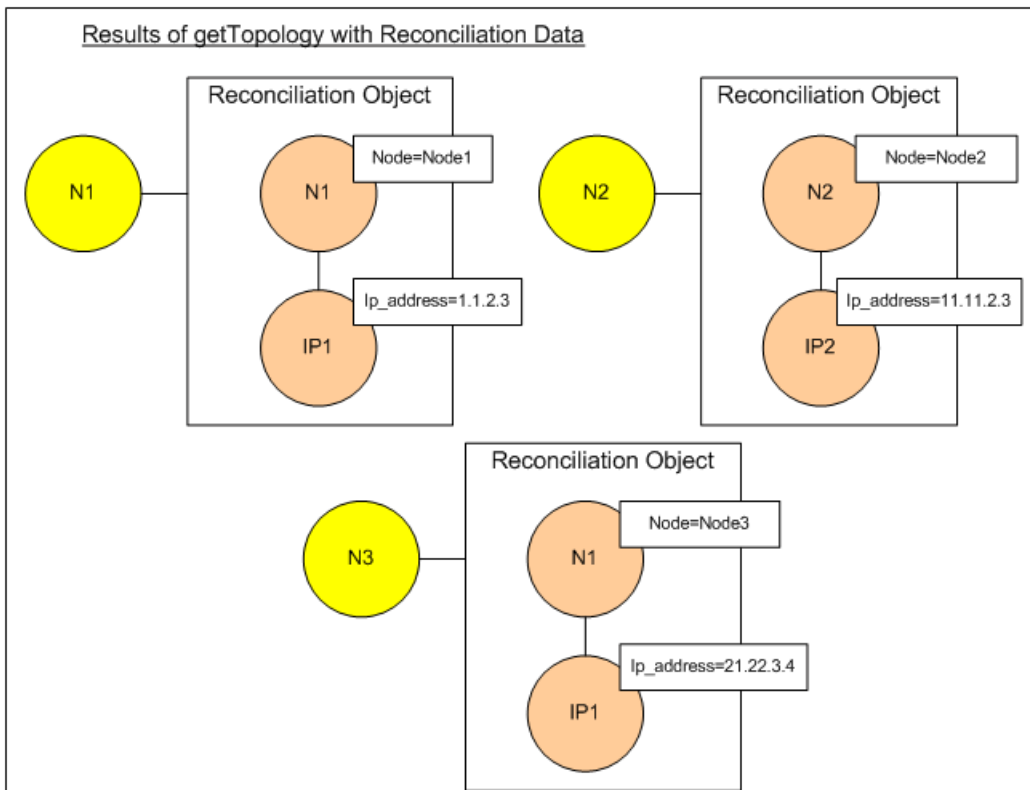 Results of getTopology with Reconciliation Data
Reconciliation Object
N1
N1
Node=Node1
Ip_address=1.1.2.3
IP1
Reconciliation Object
N2
N2
Node=Node2
Ip_address=11.11.2.3
IP2
Reconciliation Object
N3
N1
Node=Node3
Ip_address=21.22.3.4
IP1